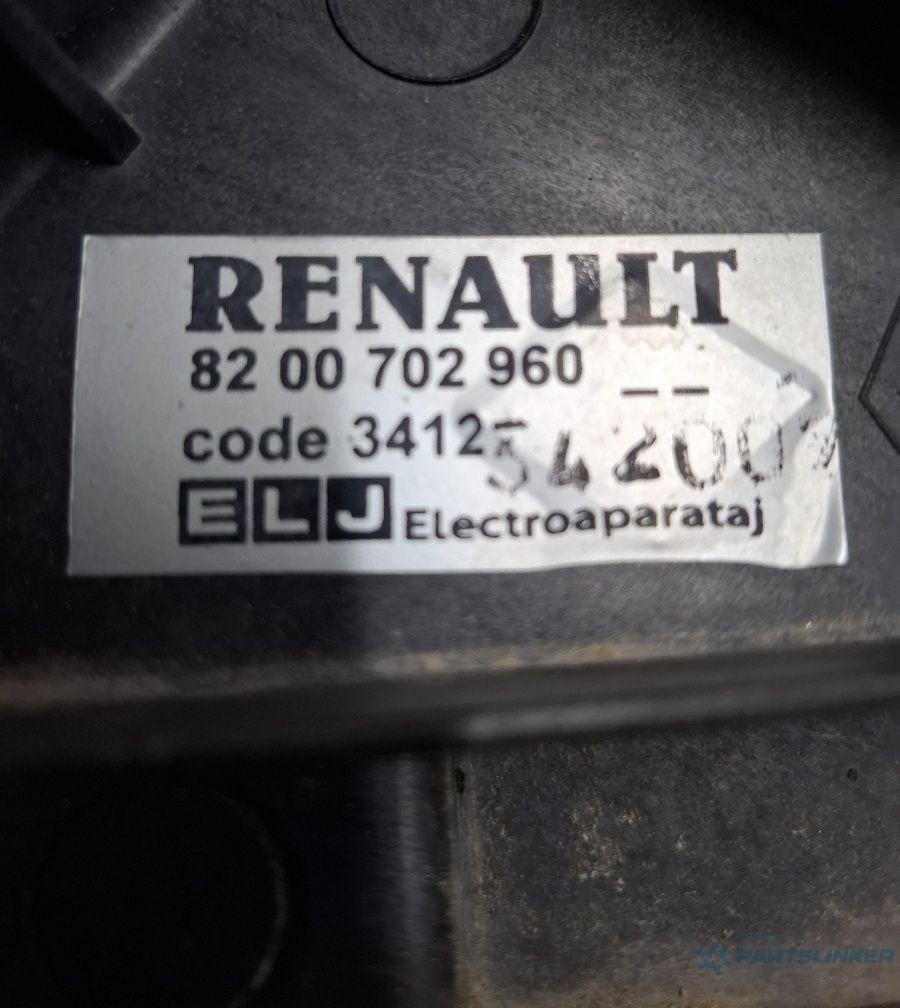 RENAULT
82 00 702 960
code 3412
ELJ Electroaparataj
PARTSLINKER